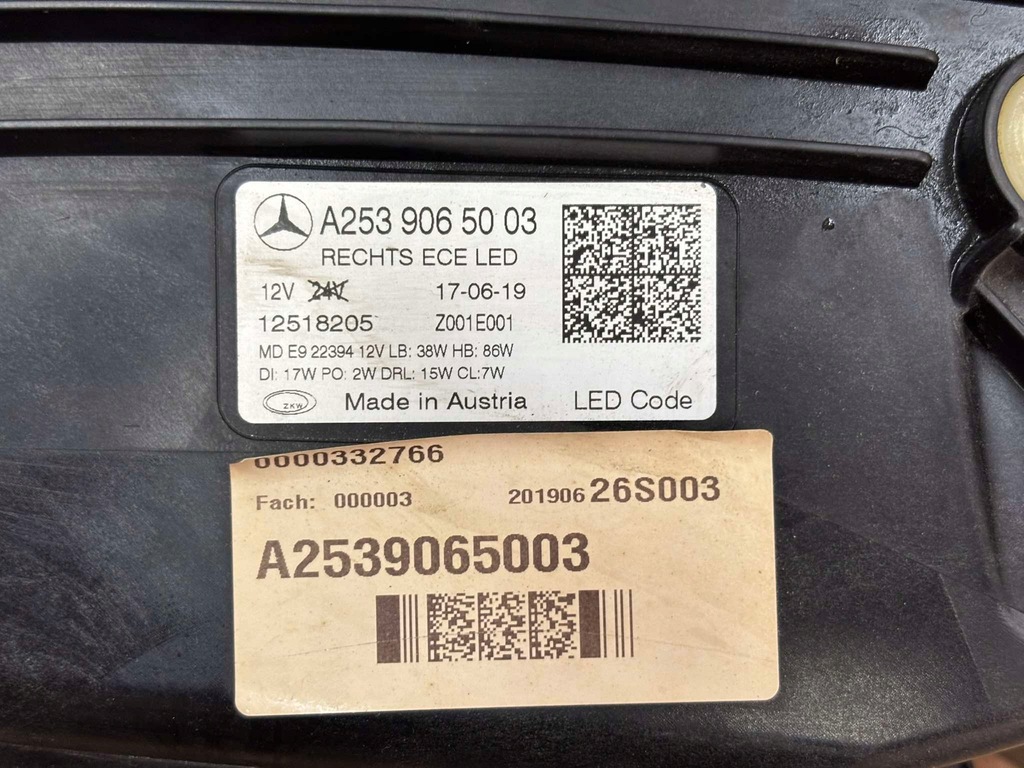 A253 906 50 03
RECHTS ECE LED
12V 24V 17-06-19
12518205 Z001E001
MD E9 22394 12V LB: 38W HB: 86W
DI: 17W PO: 2W DRL: 15W CL:7W
ZKW Made in Austria LED Code
0000332766
Fach: 000003 201906 26S003
A2539065003